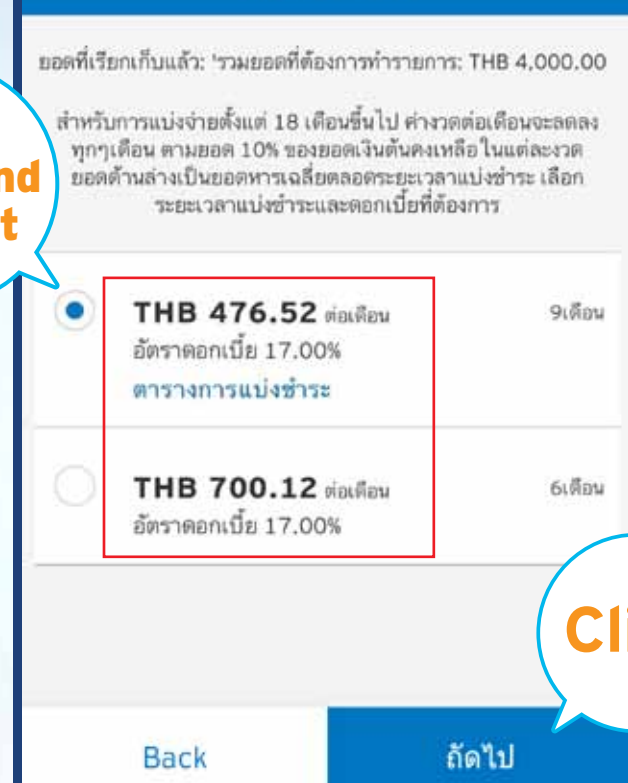 ยอดที่เรียกเก็บแล้ว: 'รวมยอดที่ต้องการทำรายการ: THB 4,000.00
สำหรับการแบ่งจ่ายตั้งแต่ 18 เดือนขึ้นไป ค่างวดต่อเดือนจะลดลง
ทุกๆเดือน ตามยอด 10% ของยอดเงินต้นคงเหลือ ในแต่ละงวด
ยอดด้านล่างเป็นยอดหารเฉลี่ยตลอดระยะเวลาแบ่งชำระ เลือก
ระยะเวลาแบ่งชำระและดอกเบี้ยที่ต้องการ
THB 476.52 ต่อเดือน 9เดือน
อัตราดอกเบี้ย 17.00%
ตารางการแบ่งชำระ
THB 700.12 ต่อเดือน 6เดือน
อัตราดอกเบี้ย 17.00%
Back ถัดไป